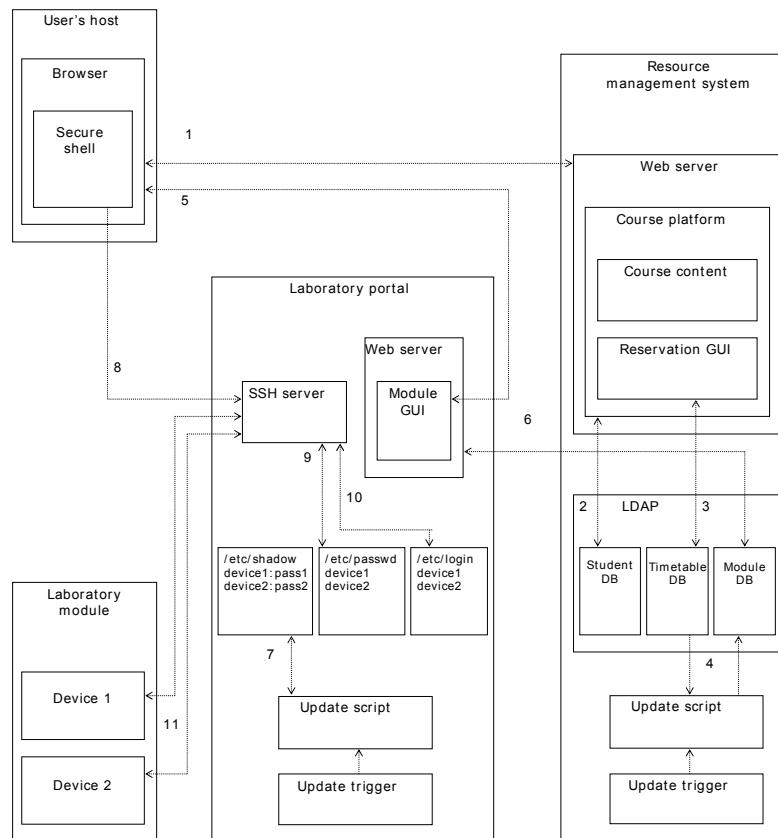 User's host
Browser
Secure
shell
1
5
8
Resource
management system
Web server
Course platform
Course content
Reservation GUI
Laboratory portal
Web server
Module
GUI
SSH server
6
9
10
2
LDAP
3
Student
DB
Timetable
DB
Module
DB
4
Update script
Update trigger
/etc/shadow
device1:pass1
device2:pass2
/etc/passwd
device1
device2
/etc/login
device1
device2
7
Update script
Update trigger
Laboratory
module
Device 1
11
Device 2